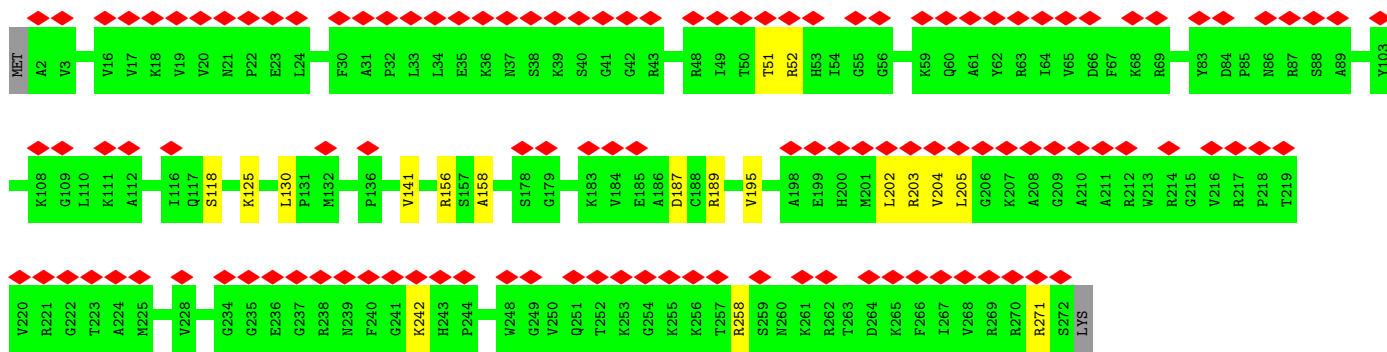 MET A2 V3 V16 V17 K18 V19 V20 N21 P22 E23 L24 F30 A31 P32 L33 L34 E35 K36 N37 S38 K39 S40 G41 G42 R43 R48 I49 T50 T51 R52 H53 I54 G55 G56 K59 Q60 A61 Y62 R63 I64 V65 D66 F67 K68 R69 Y83 D84 P85 N86 R87 S88 A89 Y103
K108 G109 L110 K111 A112 I116 Q117 S118 K125 L130 P131 M132 P136 V141 R156 S157 A158 S178 G179 K183 V184 E185 A186 D187 C188 R189 V195 A198 E199 H200 M201 L202 R203 V204 L205 G206 K207 A208 G209 A210 A211 R212 W213 R214 G215 V216 R217 P218 T219
V220 R221 G222 T223 A224 M225 V228 G234 G235 E236 G237 R238 N239 F240 G241 K242 H243 P244 W248 G249 V250 Q251 T252 K253 G254 K255 K256 T257 R258 S259 N260 K261 R262 T263 D264 K265 F266 I267 V268 R269 R270 R271 S272 LYS